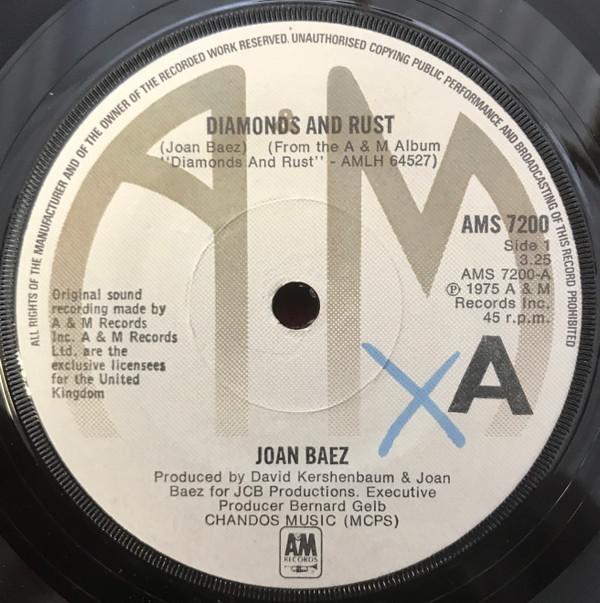 ALL RIGHTS OF THE MANUFACTURER AND OF THE OWNER OF THE RECORDED WORK RESERVED. UNAUTHORISED COPYING PUBLIC PERFORMANCE AND BROADCASTING OF THIS RECORD PROHIBITED
A&M
DIAMONDS AND RUST
(Joan Baez) (From the A & M Album
"Diamonds And Rust" - AMLH 64527)
AMS 7200
Side 1
3.25
AMS 7200-A
Ⓟ 1975 A & M
Records Inc.
45 r.p.m.
Original sound
recording made by
A & M Records
Inc. A & M Records
Ltd. are the
exclusive licensees
for the United
Kingdom
X A
JOAN BAEZ
Produced by David Kershenbaum & Joan
Baez for JCB Productions. Executive
Producer Bernard Gelb
CHANDOS MUSIC (MCPS)
A&M
RECORDS